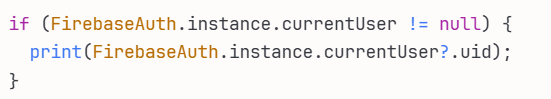 if (FirebaseAuth.instance.currentUser != null) {
  print(FirebaseAuth.instance.currentUser?.uid);
}